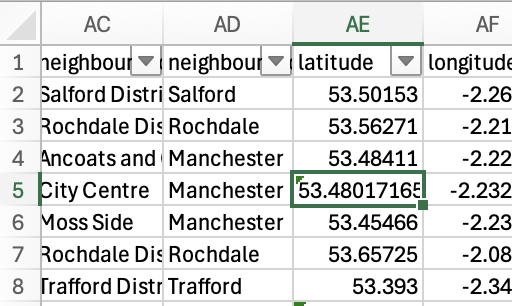 AC AD AE AF
1 neighbour neighbour latitude longitude
2 Salford Distri Salford 53.50153 -2.26
3 Rochdale Dis Rochdale 53.56271 -2.21
4 Ancoats and Manchester 53.48411 -2.22
5 City Centre Manchester 53.48017165 -2.232
6 Moss Side Manchester 53.45466 -2.23
7 Rochdale Dis Rochdale 53.65725 -2.08
8 Trafford Distr Trafford 53.393 -2.34